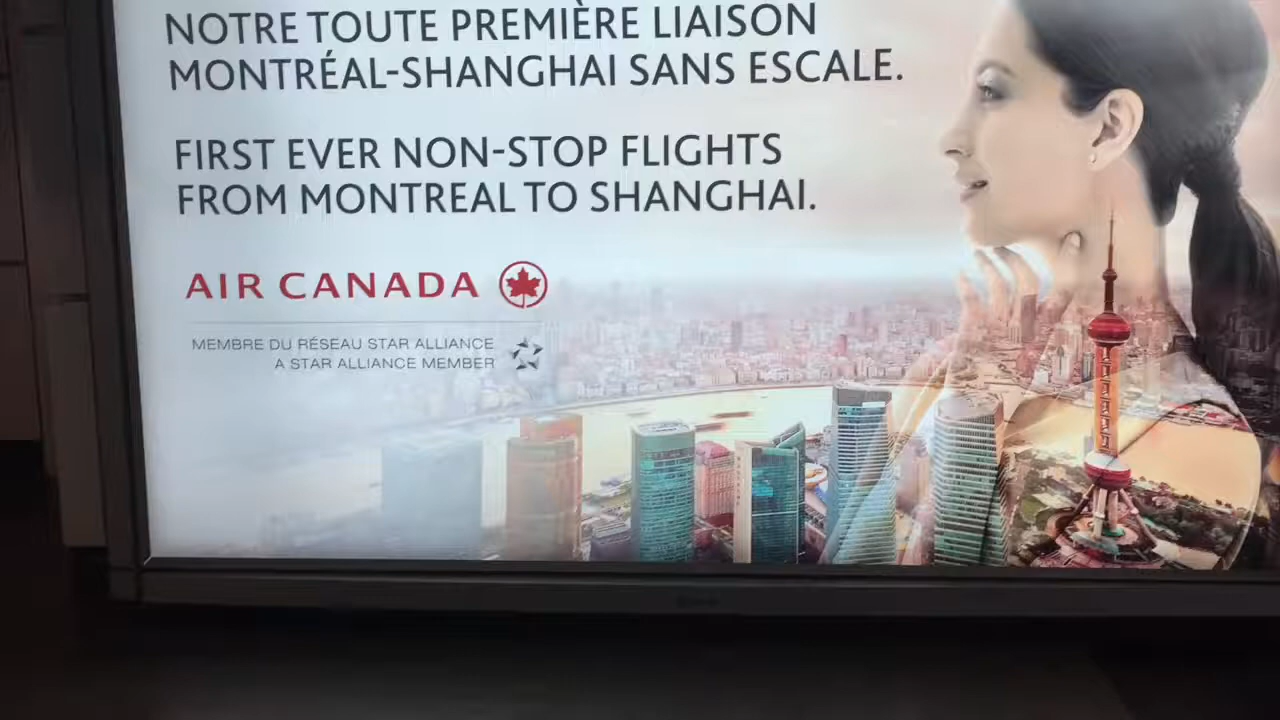 NOTRE TOUTE PREMIÈRE LIAISON
MONTRÉAL-SHANGHAI SANS ESCALE.
FIRST EVER NON-STOP FLIGHTS
FROM MONTREAL TO SHANGHAI.
AIR CANADA
MEMBRE DU RÉSEAU STAR ALLIANCE
A STAR ALLIANCE MEMBER